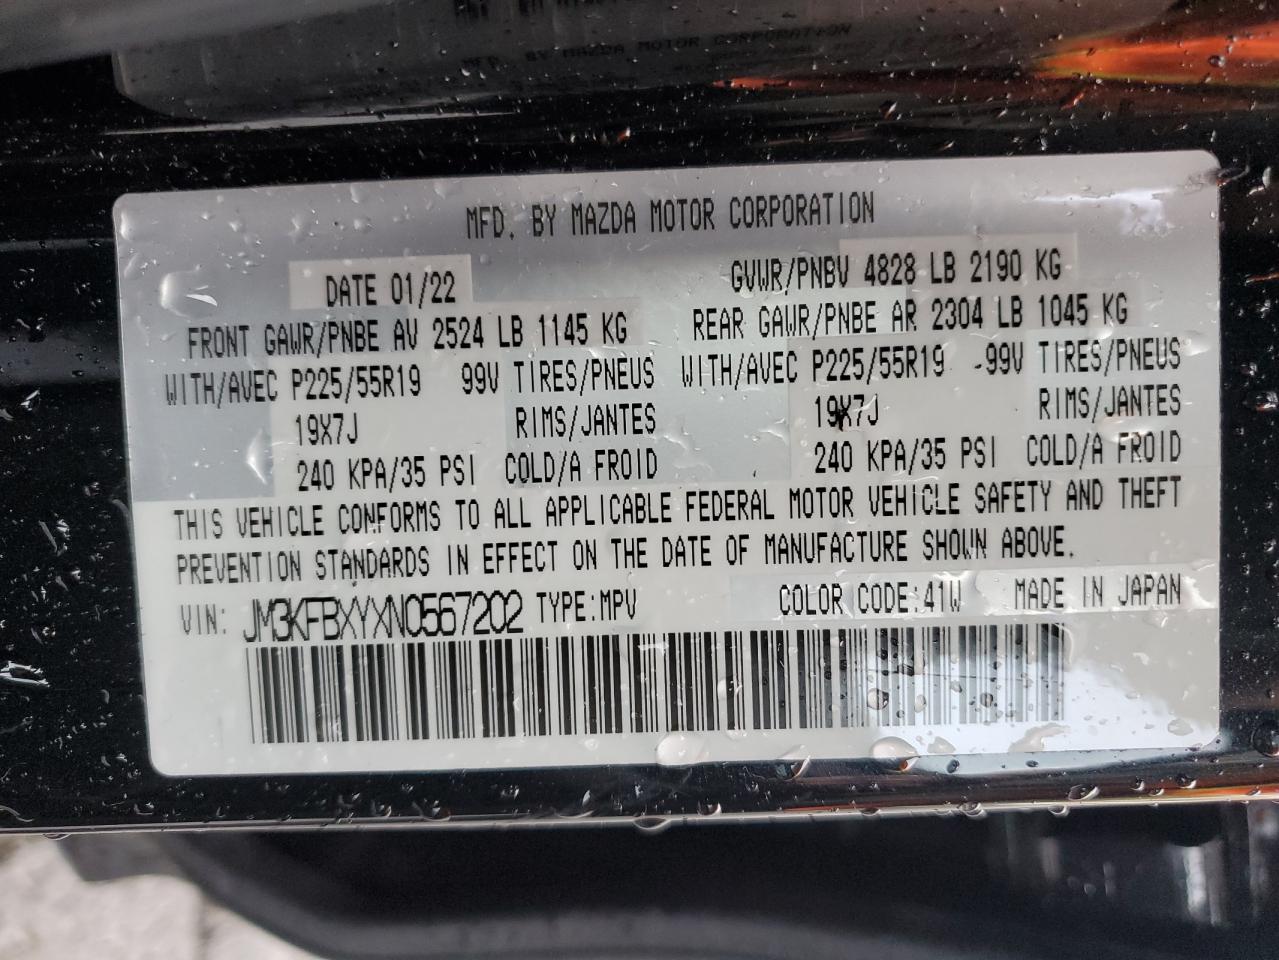 MFD. BY MAZDA MOTOR CORPORATION
MFD. BY MAZDA MOTOR CORPORATION
DATE 01/22 GVWR/PNBV 4828 LB 2190 KG
FRONT GAWR/PNBE AV 2524 LB 1145 KG REAR GAWR/PNBE AR 2304 LB 1045 KG
WITH/AVEC P225/55R19 99V TIRES/PNEUS WITH/AVEC P225/55R19 99V TIRES/PNEUS
19X7J RIMS/JANTES 19X7J RIMS/JANTES
240 KPA/35 PSI COLD/A FROID 240 KPA/35 PSI COLD/A FROID
THIS VEHICLE CONFORMS TO ALL APPLICABLE FEDERAL MOTOR VEHICLE SAFETY AND THEFT
PREVENTION STANDARDS IN EFFECT ON THE DATE OF MANUFACTURE SHOWN ABOVE.
VIN: JM3KFBXYXN0567202 TYPE:MPV COLOR CODE:41W MADE IN JAPAN